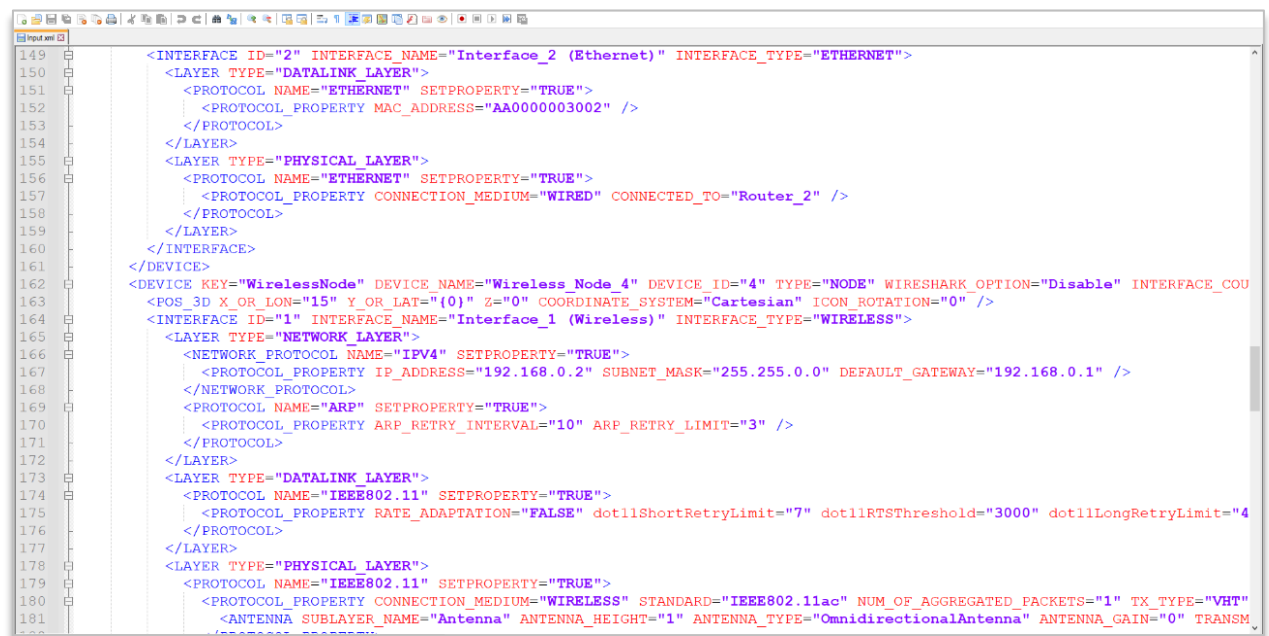 Input.xml
149 <INTERFACE ID="2" INTERFACE_NAME="Interface_2 (Ethernet)" INTERFACE_TYPE="ETHERNET">
150 <LAYER TYPE="DATALINK_LAYER">
151 <PROTOCOL NAME="ETHERNET" SETPROPERTY="TRUE">
152 <PROTOCOL_PROPERTY MAC_ADDRESS="AA0000003002" />
153 </PROTOCOL>
154 </LAYER>
155 <LAYER TYPE="PHYSICAL_LAYER">
156 <PROTOCOL NAME="ETHERNET" SETPROPERTY="TRUE">
157 <PROTOCOL_PROPERTY CONNECTION_MEDIUM="WIRED" CONNECTED_TO="Router_2" />
158 </PROTOCOL>
159 </LAYER>
160 </INTERFACE>
161 </DEVICE>
162 <DEVICE KEY="WirelessNode" DEVICE_NAME="Wireless_Node_4" DEVICE_ID="4" TYPE="NODE" WIRESHARK_OPTION="Disable" INTERFACE_COU
163 <POS_3D X_OR_LON="15" Y_OR_LAT="{0}" Z="0" COORDINATE_SYSTEM="Cartesian" ICON_ROTATION="0" />
164 <INTERFACE ID="1" INTERFACE_NAME="Interface_1 (Wireless)" INTERFACE_TYPE="WIRELESS">
165 <LAYER TYPE="NETWORK_LAYER">
166 <NETWORK_PROTOCOL NAME="IPV4" SETPROPERTY="TRUE">
167 <PROTOCOL_PROPERTY IP_ADDRESS="192.168.0.2" SUBNET_MASK="255.255.0.0" DEFAULT_GATEWAY="192.168.0.1" />
168 </NETWORK_PROTOCOL>
169 <PROTOCOL NAME="ARP" SETPROPERTY="TRUE">
170 <PROTOCOL_PROPERTY ARP_RETRY_INTERVAL="10" ARP_RETRY_LIMIT="3" />
171 </PROTOCOL>
172 </LAYER>
173 <LAYER TYPE="DATALINK_LAYER">
174 <PROTOCOL NAME="IEEE802.11" SETPROPERTY="TRUE">
175 <PROTOCOL_PROPERTY RATE_ADAPTATION="FALSE" dot11ShortRetryLimit="7" dot11RTSThreshold="3000" dot11LongRetryLimit="4
176 </PROTOCOL>
177 </LAYER>
178 <LAYER TYPE="PHYSICAL_LAYER">
179 <PROTOCOL NAME="IEEE802.11" SETPROPERTY="TRUE">
180 <PROTOCOL_PROPERTY CONNECTION_MEDIUM="WIRELESS" STANDARD="IEEE802.11ac" NUM_OF_AGGREGATED_PACKETS="1" TX_TYPE="VHT"
181 <ANTENNA SUBLAYER_NAME="Antenna" ANTENNA_HEIGHT="1" ANTENNA_TYPE="OmnidirectionalAntenna" ANTENNA_GAIN="0" TRANSM